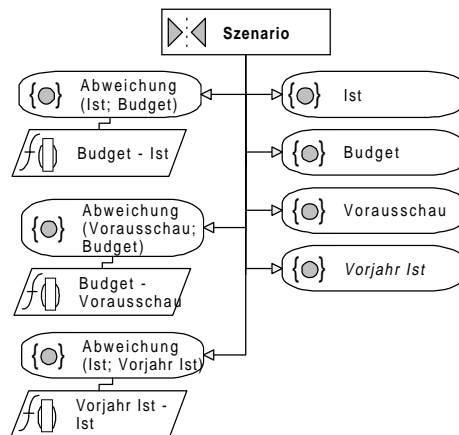 Szenario
Abweichung
(Ist; Budget)
Budget - Ist
Abweichung
(Vorausschau;
Budget)
Budget -
Vorausschau
Abweichung
(Ist; Vorjahr Ist)
Vorjahr Ist -
Ist
Ist
Budget
Vorausschau
Vorjahr Ist